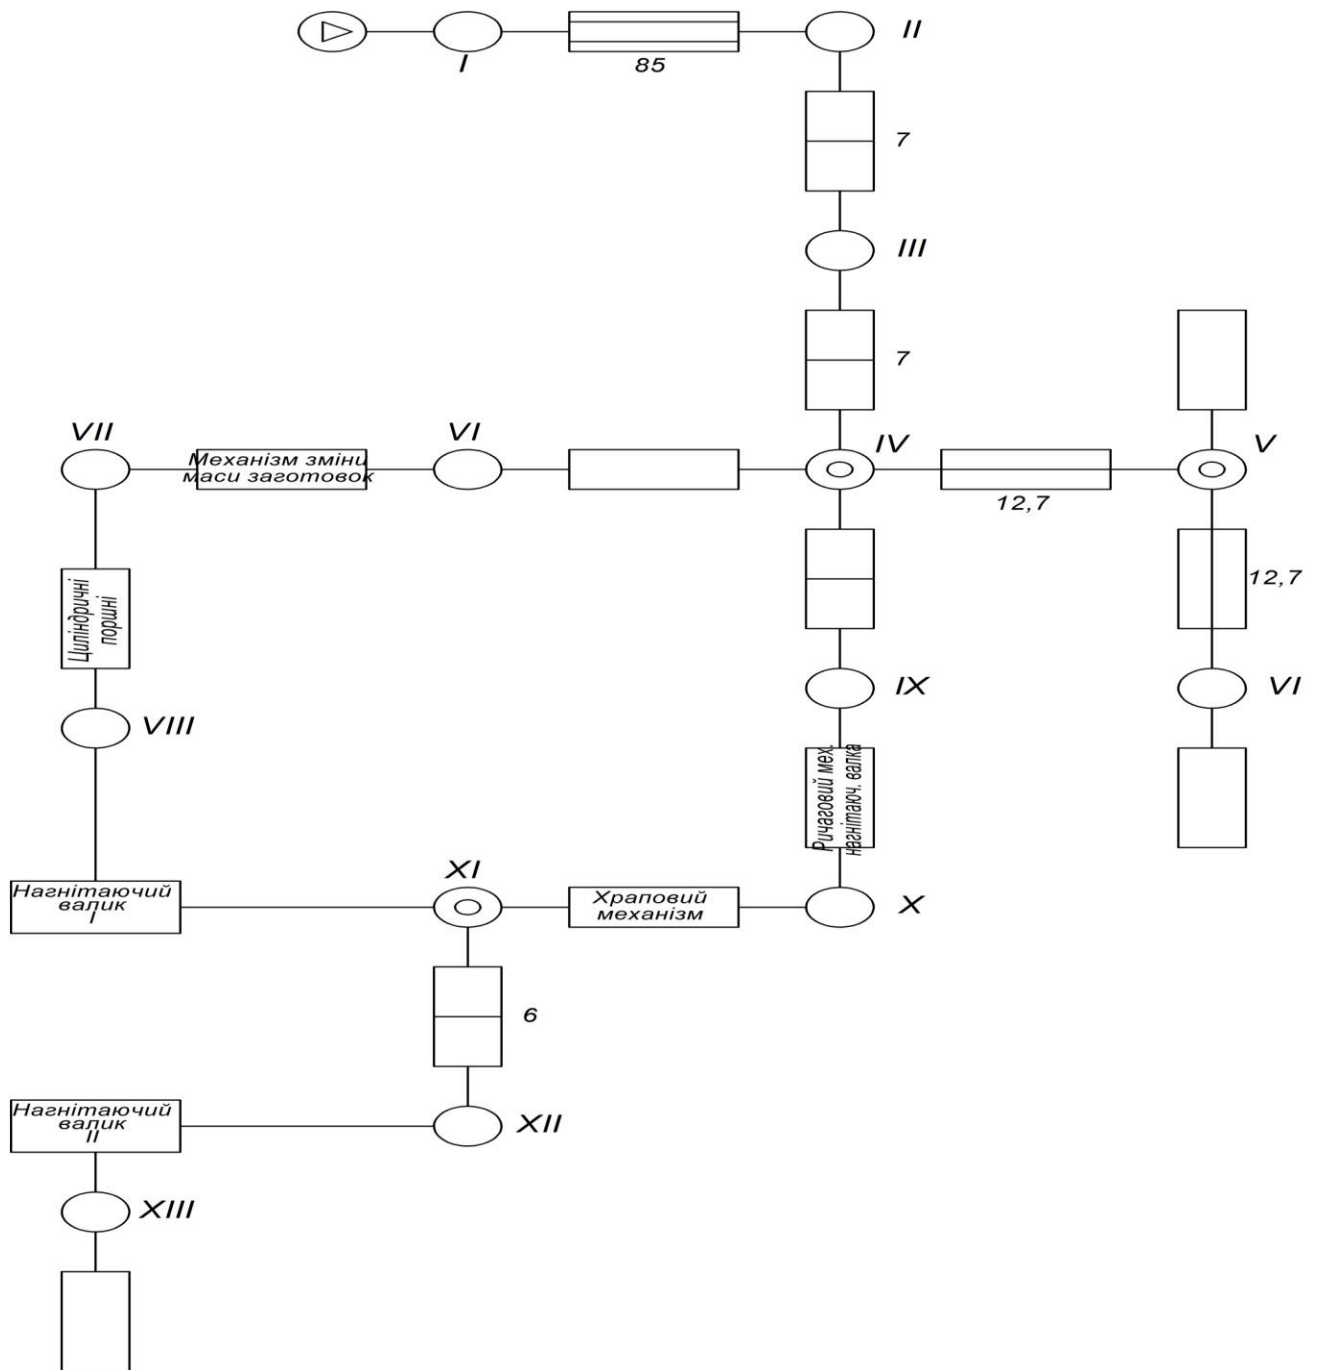 I
85
II
7
III
7
VII
Механізм зміни
маси заготовок
VI
IV
12,7
V
Циліндричні
поршні
12,7
VIII
IX
VI
Ричаговий мех.
нагнітаюч. валка
Нагнітаючий
валик
I
XI
Храповий
механізм
X
6
Нагнітаючий
валик
II
XII
XIII